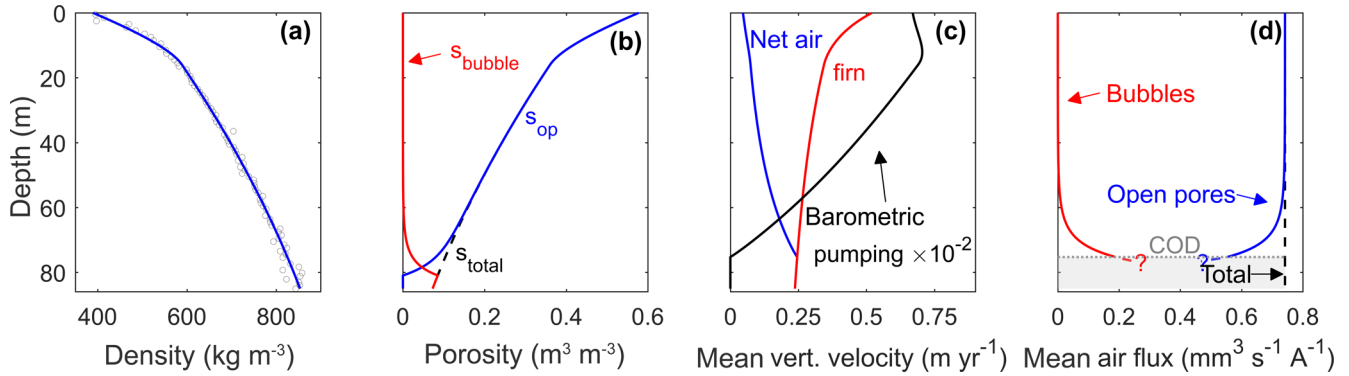 (a)
0
20
40
60
80
Depth (m)
400
600
800
Density (kg m⁻³)
(b)
s_bubble
s_op
s_total
0
0.2
0.4
0.6
Porosity (m³ m⁻³)
(c)
Net air
firn
Barometric
pumping ×10⁻²
0
0.25
0.5
0.75
Mean vert. velocity (m yr⁻¹)
(d)
Bubbles
Open pores
COD
?
?
Total
0
0.2
0.4
0.6
0.8
Mean air flux (mm³ s⁻¹ A⁻¹)